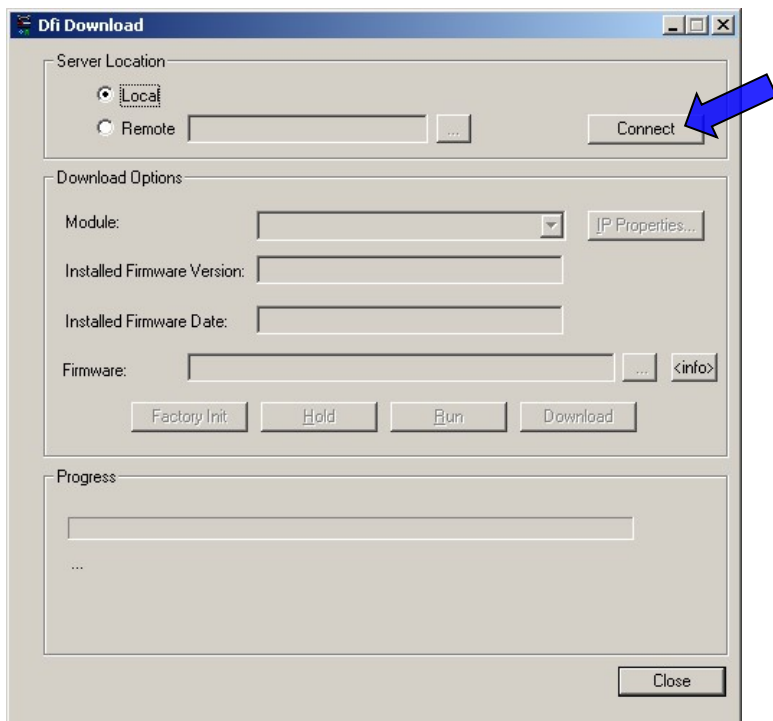 Dfi Download
Server Location
Local
Remote ...
Connect
Download Options
Module:
IP Properties...
Installed Firmware Version:
Installed Firmware Date:
Firmware: ... <info>
Factory Init Hold Run Download
Progress
...
Close